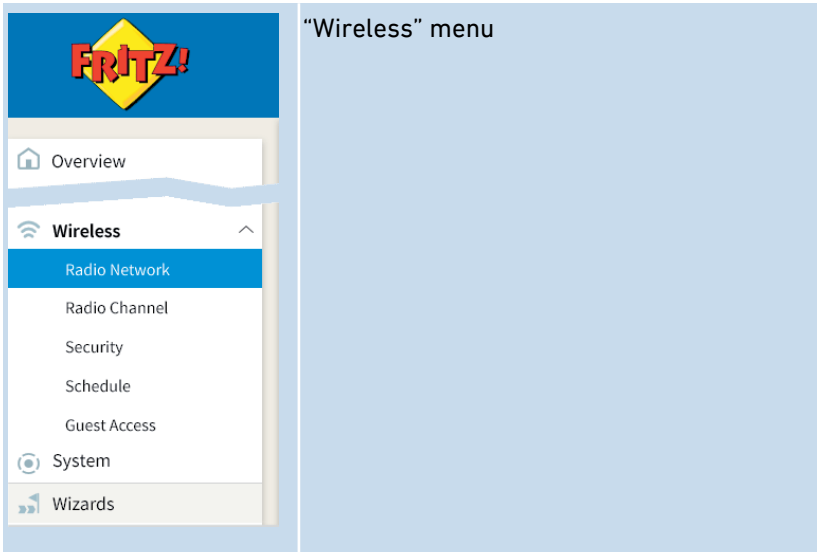 FRITZ!
“Wireless” menu
Overview
Wireless
Radio Network
Radio Channel
Security
Schedule
Guest Access
System
Wizards